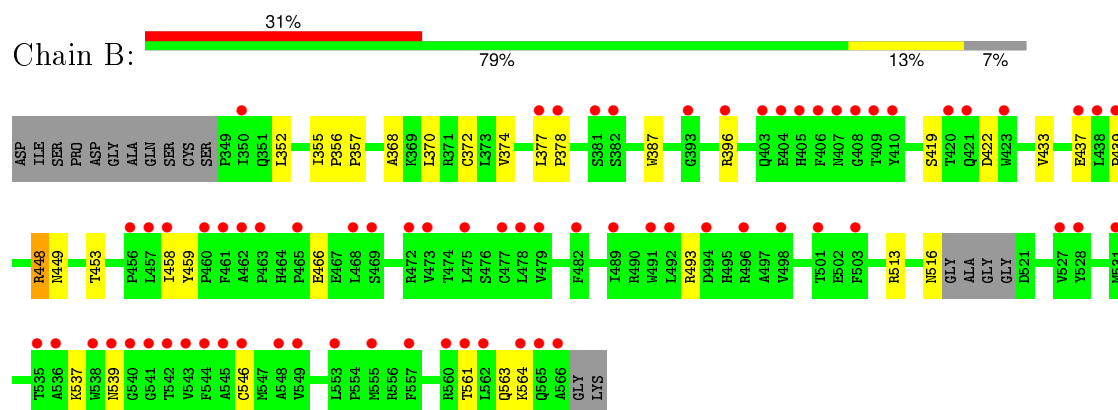 31%
Chain B:
79% 13% 7%
ASP ILE SER PRO ASP GLY ALA GLN SER CYS SER P349 I350 Q351 L352 I355 P356 P357 A368 K369 L370 R371 C372 L373 V374 L377 P378 S381 S382 W387 G393 R396 Q403 E404 H405 F406 N407 G408 T409 Y410 S419 T420 Q421 D422 W423 V433 E437 L438 P439
R448 N449 T453 P456 L457 I458 Y459 P460 F461 A462 P463 H464 P465 E466 E467 L468 S469 R472 V473 T474 L475 S476 C477 L478 V479 F482 I489 R490 W491 L492 R493 D494 H495 R496 A497 V498 T501 E502 F503 R513 N516 GLY ALA GLY GLY D521 V527 Y528 M531
T535 A536 K537 W538 N539 G540 G541 T542 V543 F544 A545 C546 M547 A548 V549 L553 P554 M555 R556 F557 R560 T561 L562 Q563 K564 Q565 A566 GLY LYS